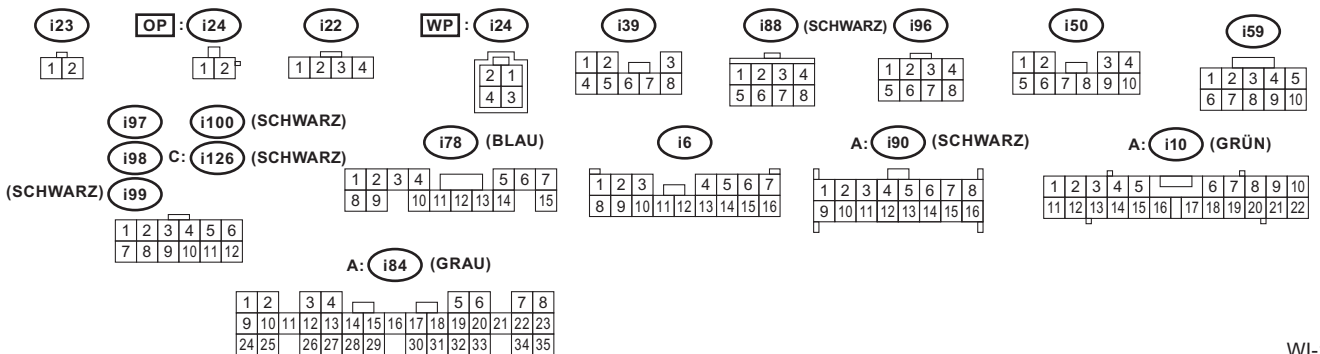 i23 OP : i24 i22 WP : i24 i39 i88 (SCHWARZ) i96 i50 i59
1 2
1 2
1 2 3 4
2 1
4 3
1 2 3
4 5 6 7 8
1 2 3 4
5 6 7 8
1 2 3 4
5 6 7 8
1 2 3 4
5 6 7 8 9 10
1 2 3 4 5
6 7 8 9 10
i97 i100 (SCHWARZ)
i98 C: i126 (SCHWARZ)
(SCHWARZ) i99
1 2 3 4 5 6
7 8 9 10 11 12
i78 (BLAU)
1 2 3 4 5 6 7
8 9 10 11 12 13 14 15
i6
1 2 3 4 5 6 7
8 9 10 11 12 13 14 15 16
A: i90 (SCHWARZ)
1 2 3 4 5 6 7 8
9 10 11 12 13 14 15 16
A: i10 (GRÜN)
1 2 3 4 5 6 7 8 9 10
11 12 13 14 15 16 17 18 19 20 21 22
A: i84 (GRAU)
1 2 3 4 5 6 7 8
9 10 11 12 13 14 15 16 17 18 19 20 21 22 23
24 25 26 27 28 29 30 31 32 33 34 35
WI-